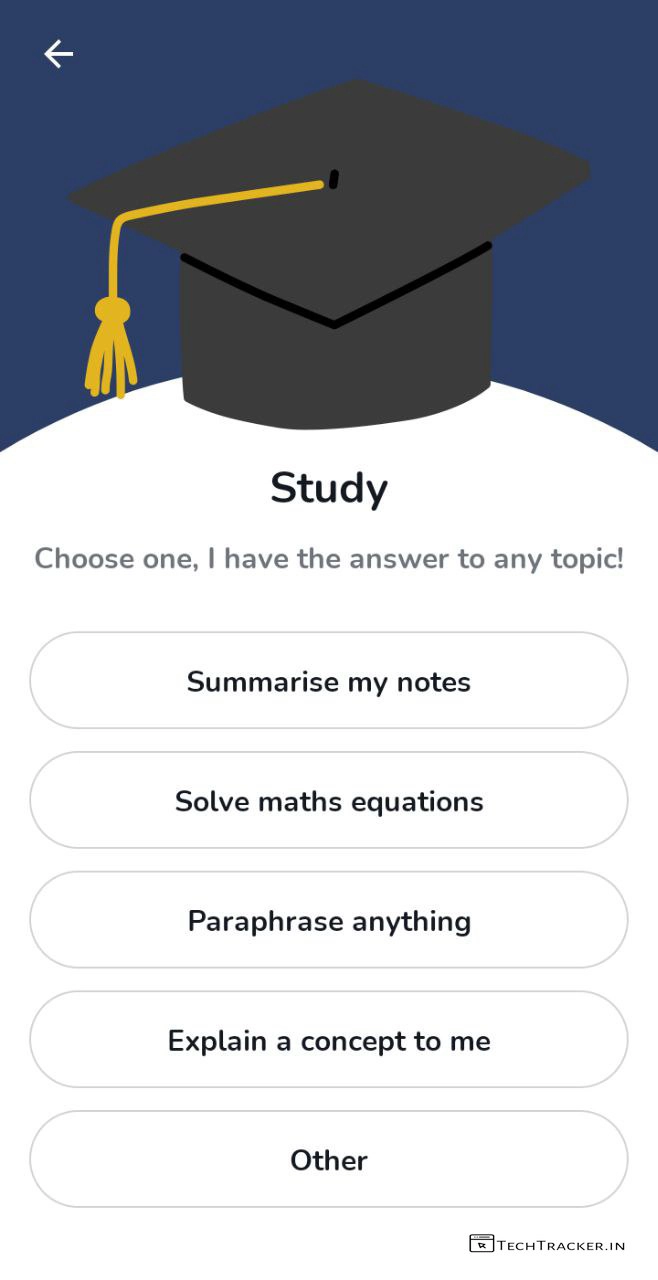 Study
Choose one, I have the answer to any topic!
Summarise my notes
Solve maths equations
Paraphrase anything
Explain a concept to me
Other
TECHTRACKER.IN